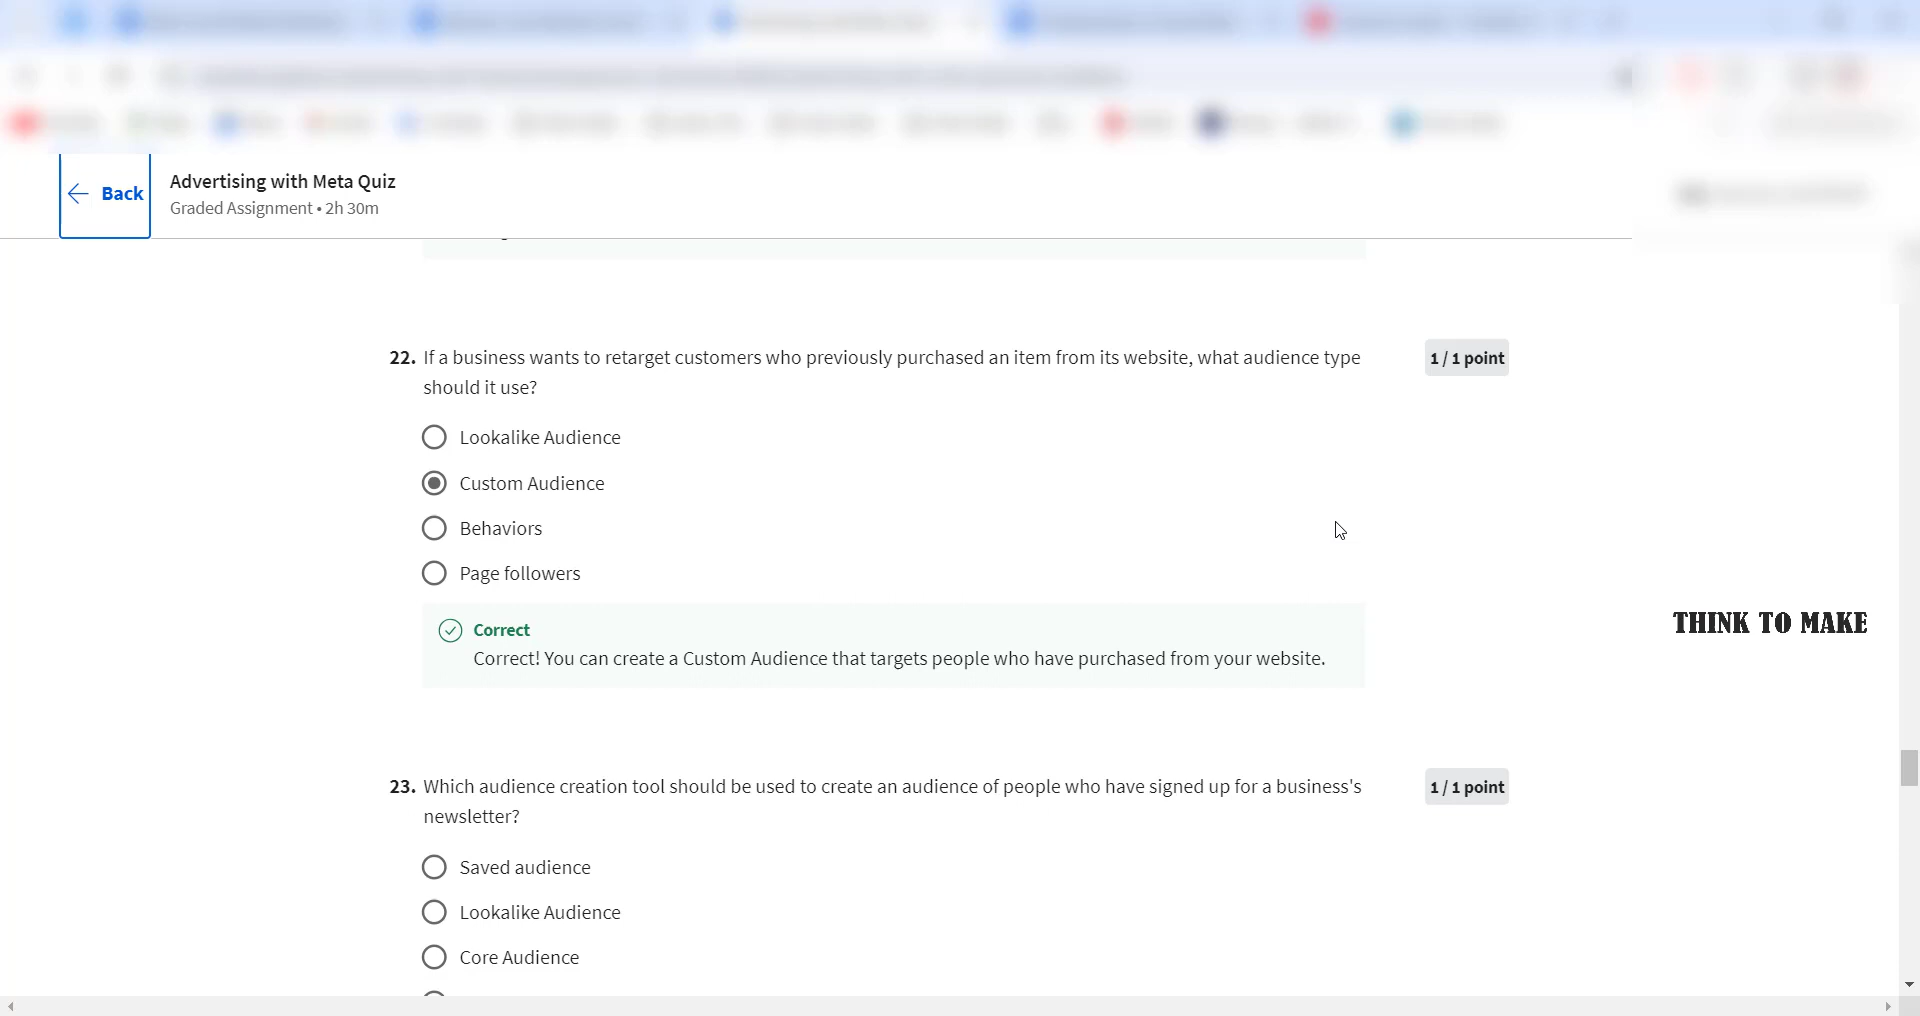 Back
Advertising with Meta Quiz
Graded Assignment • 2h 30m
22. If a business wants to retarget customers who previously purchased an item from its website, what audience type
should it use?
1 / 1 point
Lookalike Audience
Custom Audience
Behaviors
Page followers
Correct
Correct! You can create a Custom Audience that targets people who have purchased from your website.
THINK TO MAKE
23. Which audience creation tool should be used to create an audience of people who have signed up for a business's
newsletter?
1 / 1 point
Saved audience
Lookalike Audience
Core Audience